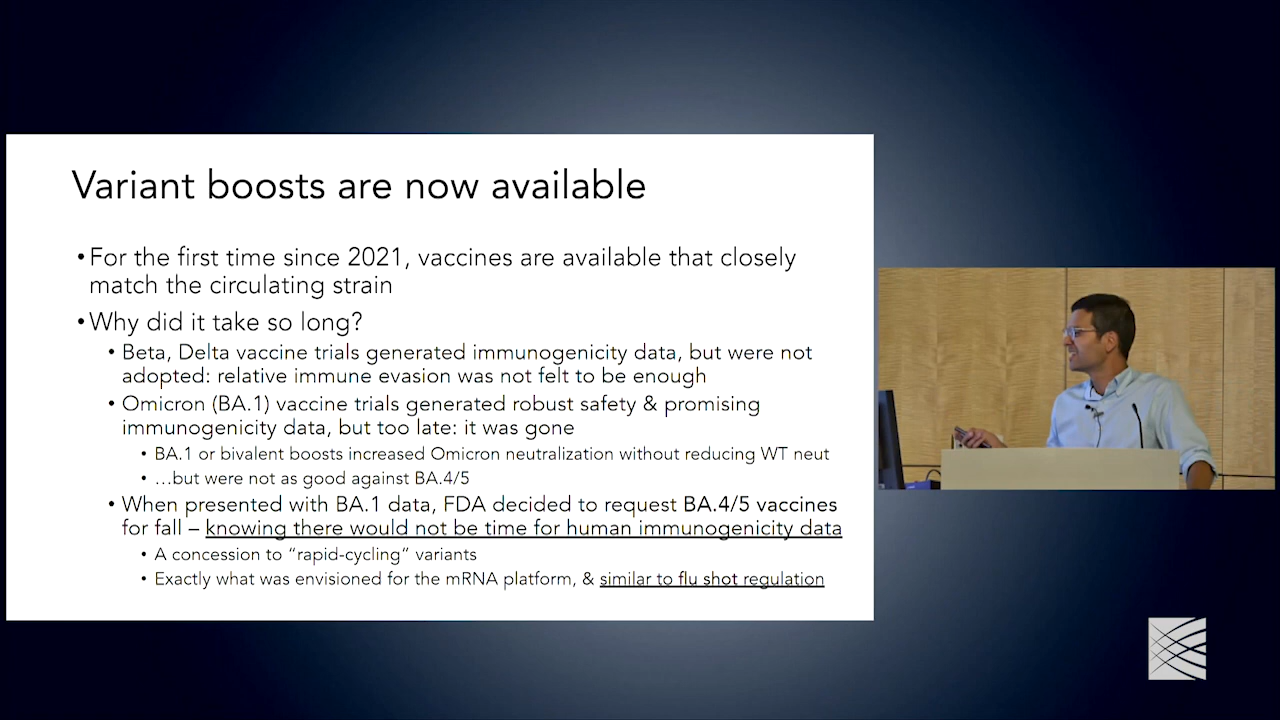 Variant boosts are now available
•For the first time since 2021, vaccines are available that closely
match the circulating strain
•Why did it take so long?
• Beta, Delta vaccine trials generated immunogenicity data, but were not
adopted: relative immune evasion was not felt to be enough
• Omicron (BA.1) vaccine trials generated robust safety & promising
immunogenicity data, but too late: it was gone
• BA.1 or bivalent boosts increased Omicron neutralization without reducing WT neut
• …but were not as good against BA.4/5
• When presented with BA.1 data, FDA decided to request BA.4/5 vaccines
for fall – knowing there would not be time for human immunogenicity data
• A concession to “rapid-cycling” variants
• Exactly what was envisioned for the mRNA platform, & similar to flu shot regulation